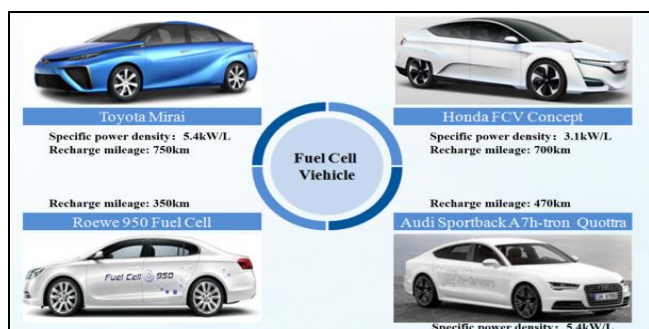 Toyota Mirai
Specific power density: 5.4kW/L
Recharge mileage: 750km
Honda FCV Concept
Specific power density: 3.1kW/L
Recharge mileage: 700km
Fuel Cell
Viehicle
Recharge mileage: 350km
Roewe 950 Fuel Cell
Fuel Cell 950
Recharge mileage: 470km
Audi Sportback A7h-tron Quottra
h-tron
Specific power density: 5.4kW/L